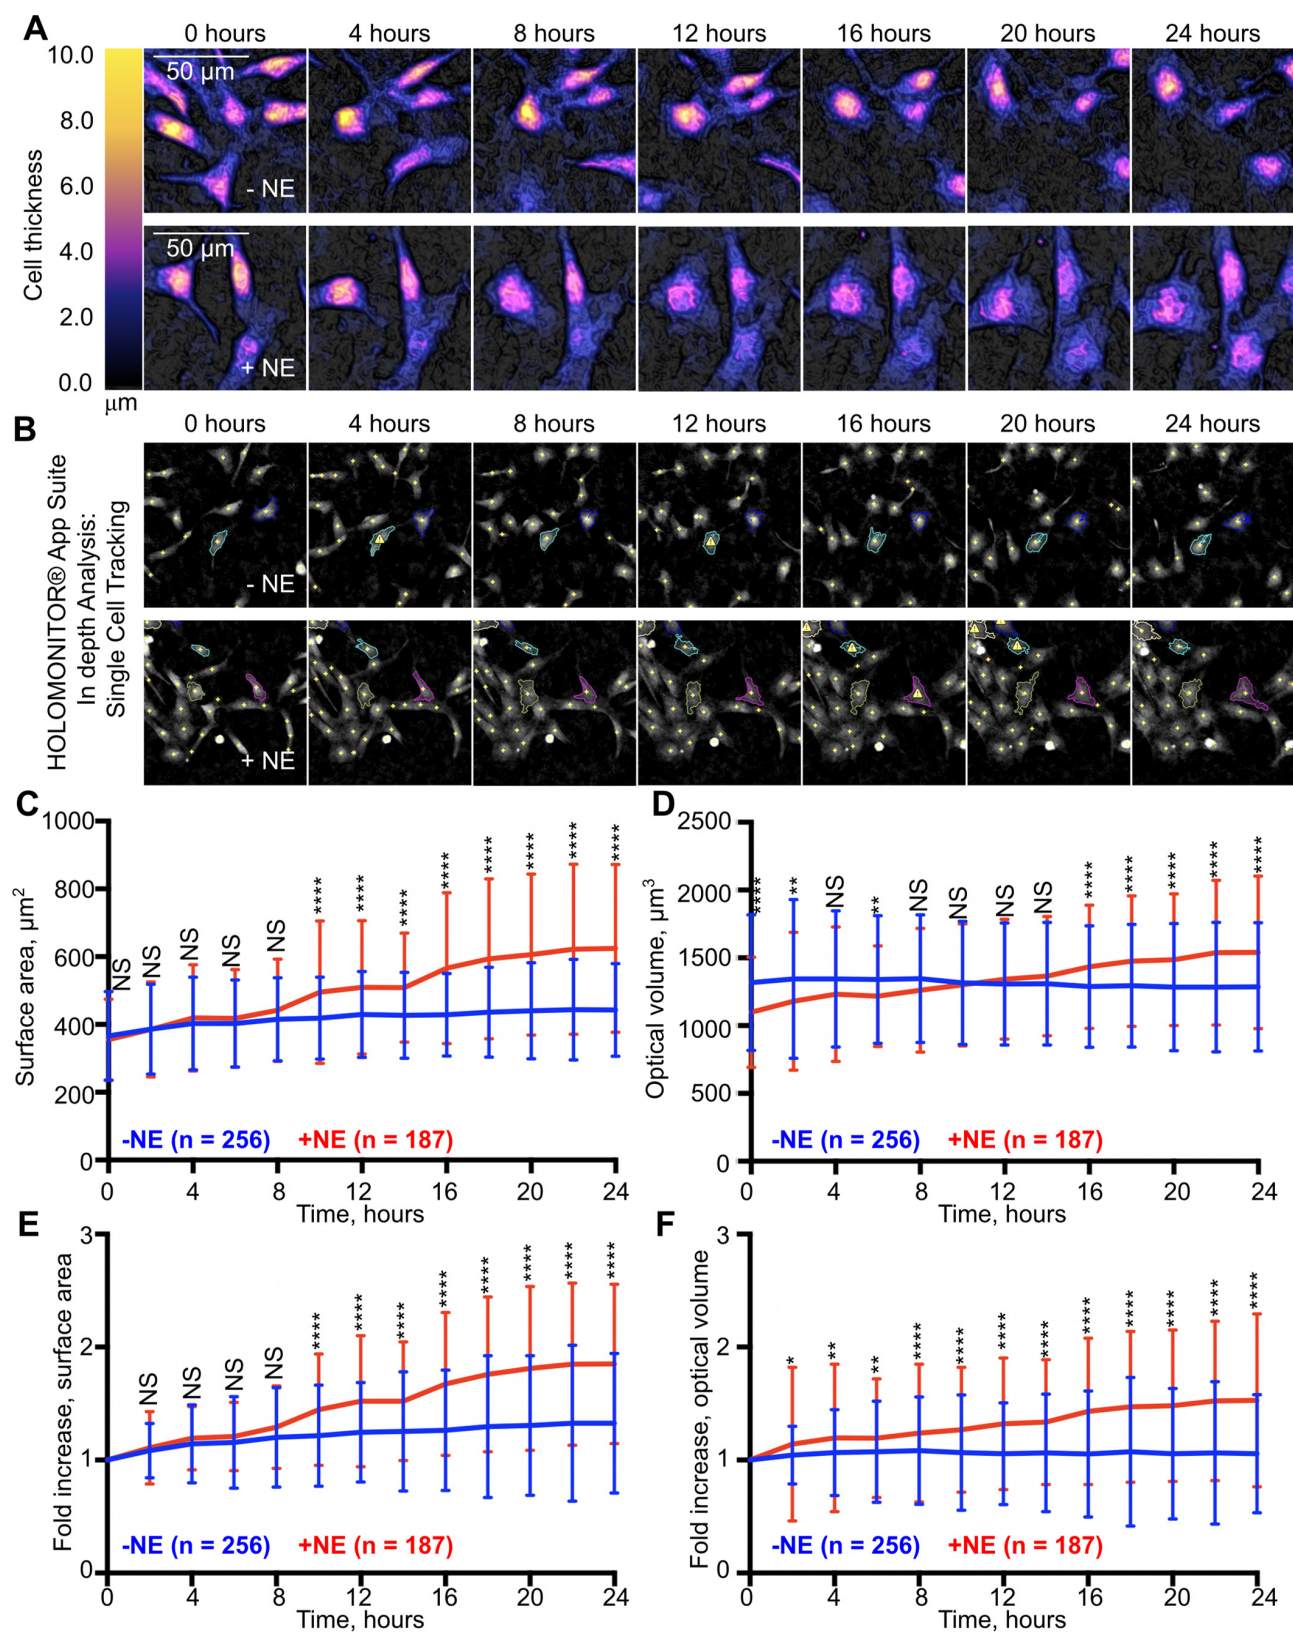 A
0 hours 4 hours 8 hours 12 hours 16 hours 20 hours 24 hours
10.0
8.0
6.0
4.0
2.0
0.0
μm
Cell thickness
50 μm
- NE
50 μm
+ NE
B
0 hours 4 hours 8 hours 12 hours 16 hours 20 hours 24 hours
HOLOMONITOR® App Suite
In depth Analysis:
Single Cell Tracking
- NE
+ NE
C
Surface area, μm²
1000
800
600
400
200
0
NS NS NS NS NS **** **** **** **** **** **** **** ****
-NE (n = 256) +NE (n = 187)
0 4 8 12 16 20 24
Time, hours
D
Optical volume, μm³
2500
2000
1500
1000
500
0
**** ** NS ** NS NS NS NS **** **** **** **** ****
-NE (n = 256) +NE (n = 187)
0 4 8 12 16 20 24
Time, hours
E
Fold increase, surface area
3
2
1
0
NS NS NS NS **** **** **** **** **** **** **** ****
-NE (n = 256) +NE (n = 187)
0 4 8 12 16 20 24
Time, hours
F
Fold increase, optical volume
3
2
1
0
* ** ** **** **** **** **** **** **** **** **** ****
-NE (n = 256) +NE (n = 187)
0 4 8 12 16 20 24
Time, hours